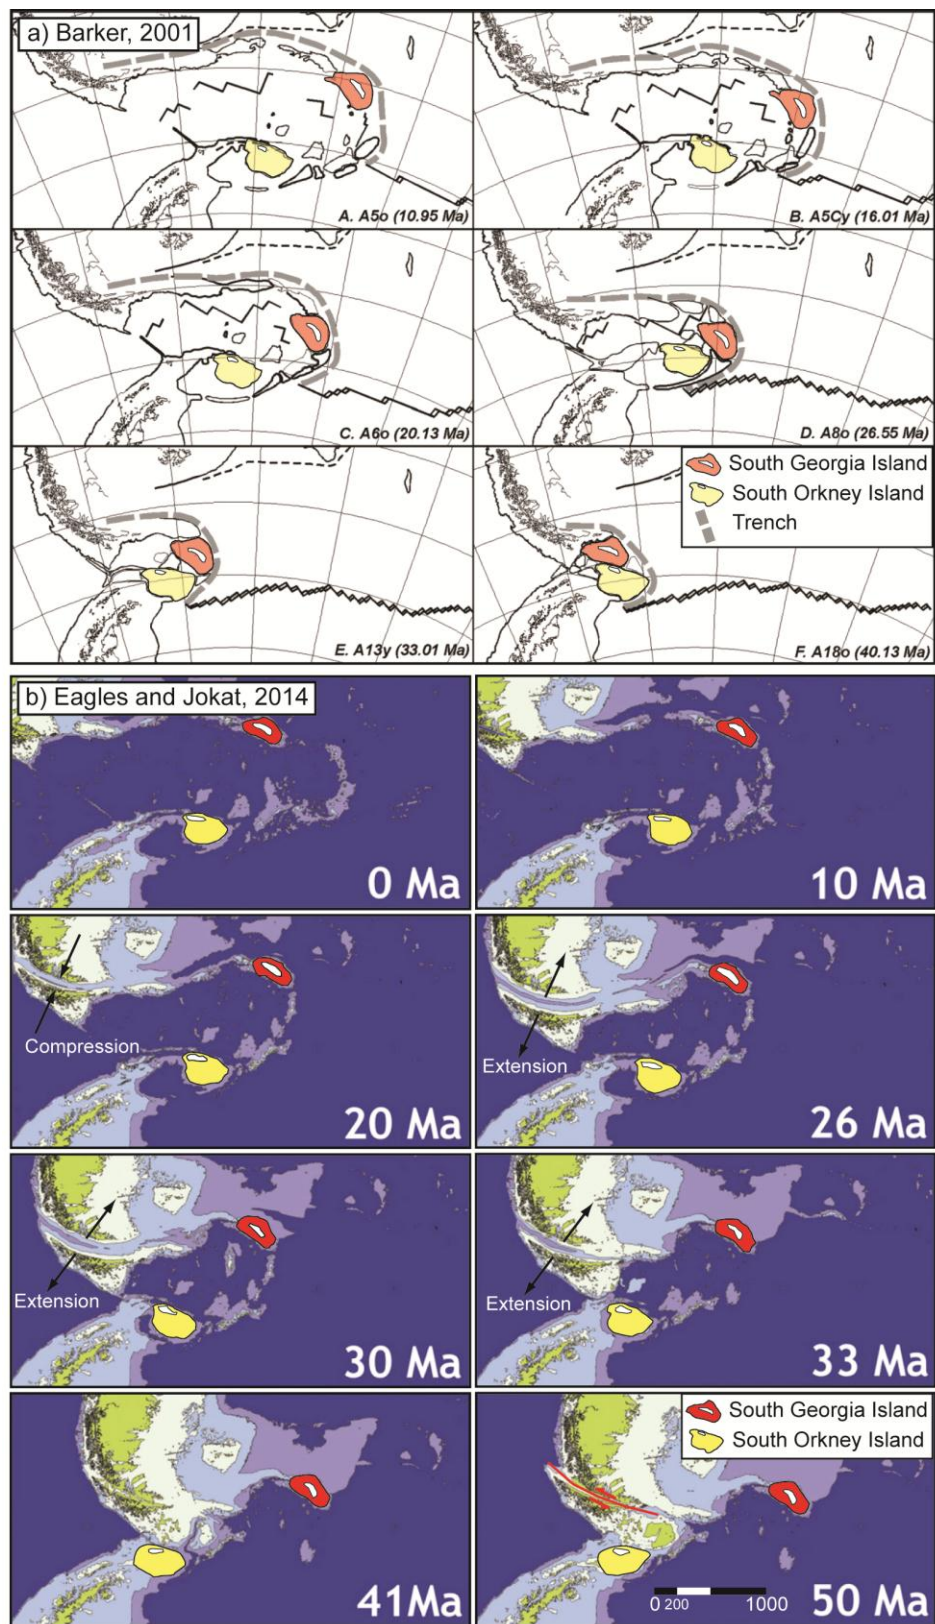 a) Barker, 2001
A. A5o (10.95 Ma)
B. A5Cy (16.01 Ma)
C. A6o (20.13 Ma)
D. A8o (26.55 Ma)
South Georgia Island
South Orkney Island
Trench
E. A13y (33.01 Ma)
F. A18o (40.13 Ma)
b) Eagles and Jokat, 2014
0 Ma
10 Ma
Compression
20 Ma
Extension
26 Ma
Extension
30 Ma
Extension
33 Ma
South Georgia Island
South Orkney Island
41Ma
0 200 1000
50 Ma